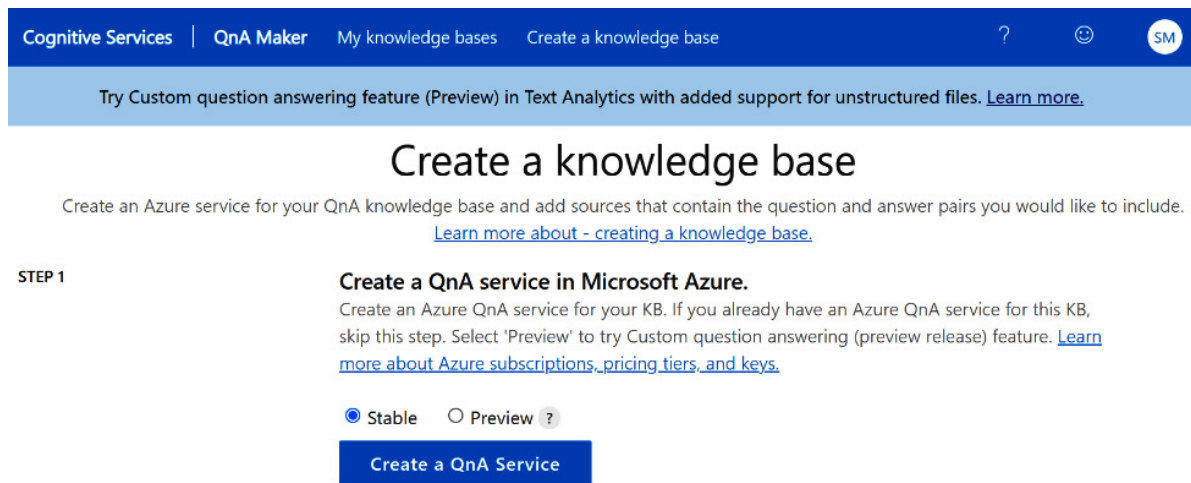 Cognitive Services | QnA Maker My knowledge bases Create a knowledge base ? SM
Try Custom question answering feature (Preview) in Text Analytics with added support for unstructured files. Learn more.
Create a knowledge base
Create an Azure service for your QnA knowledge base and add sources that contain the question and answer pairs you would like to include.
Learn more about - creating a knowledge base.
STEP 1
Create a QnA service in Microsoft Azure.
Create an Azure QnA service for your KB. If you already have an Azure QnA service for this KB,
skip this step. Select 'Preview' to try Custom question answering (preview release) feature. Learn
more about Azure subscriptions, pricing tiers, and keys.
Stable Preview ?
Create a QnA Service